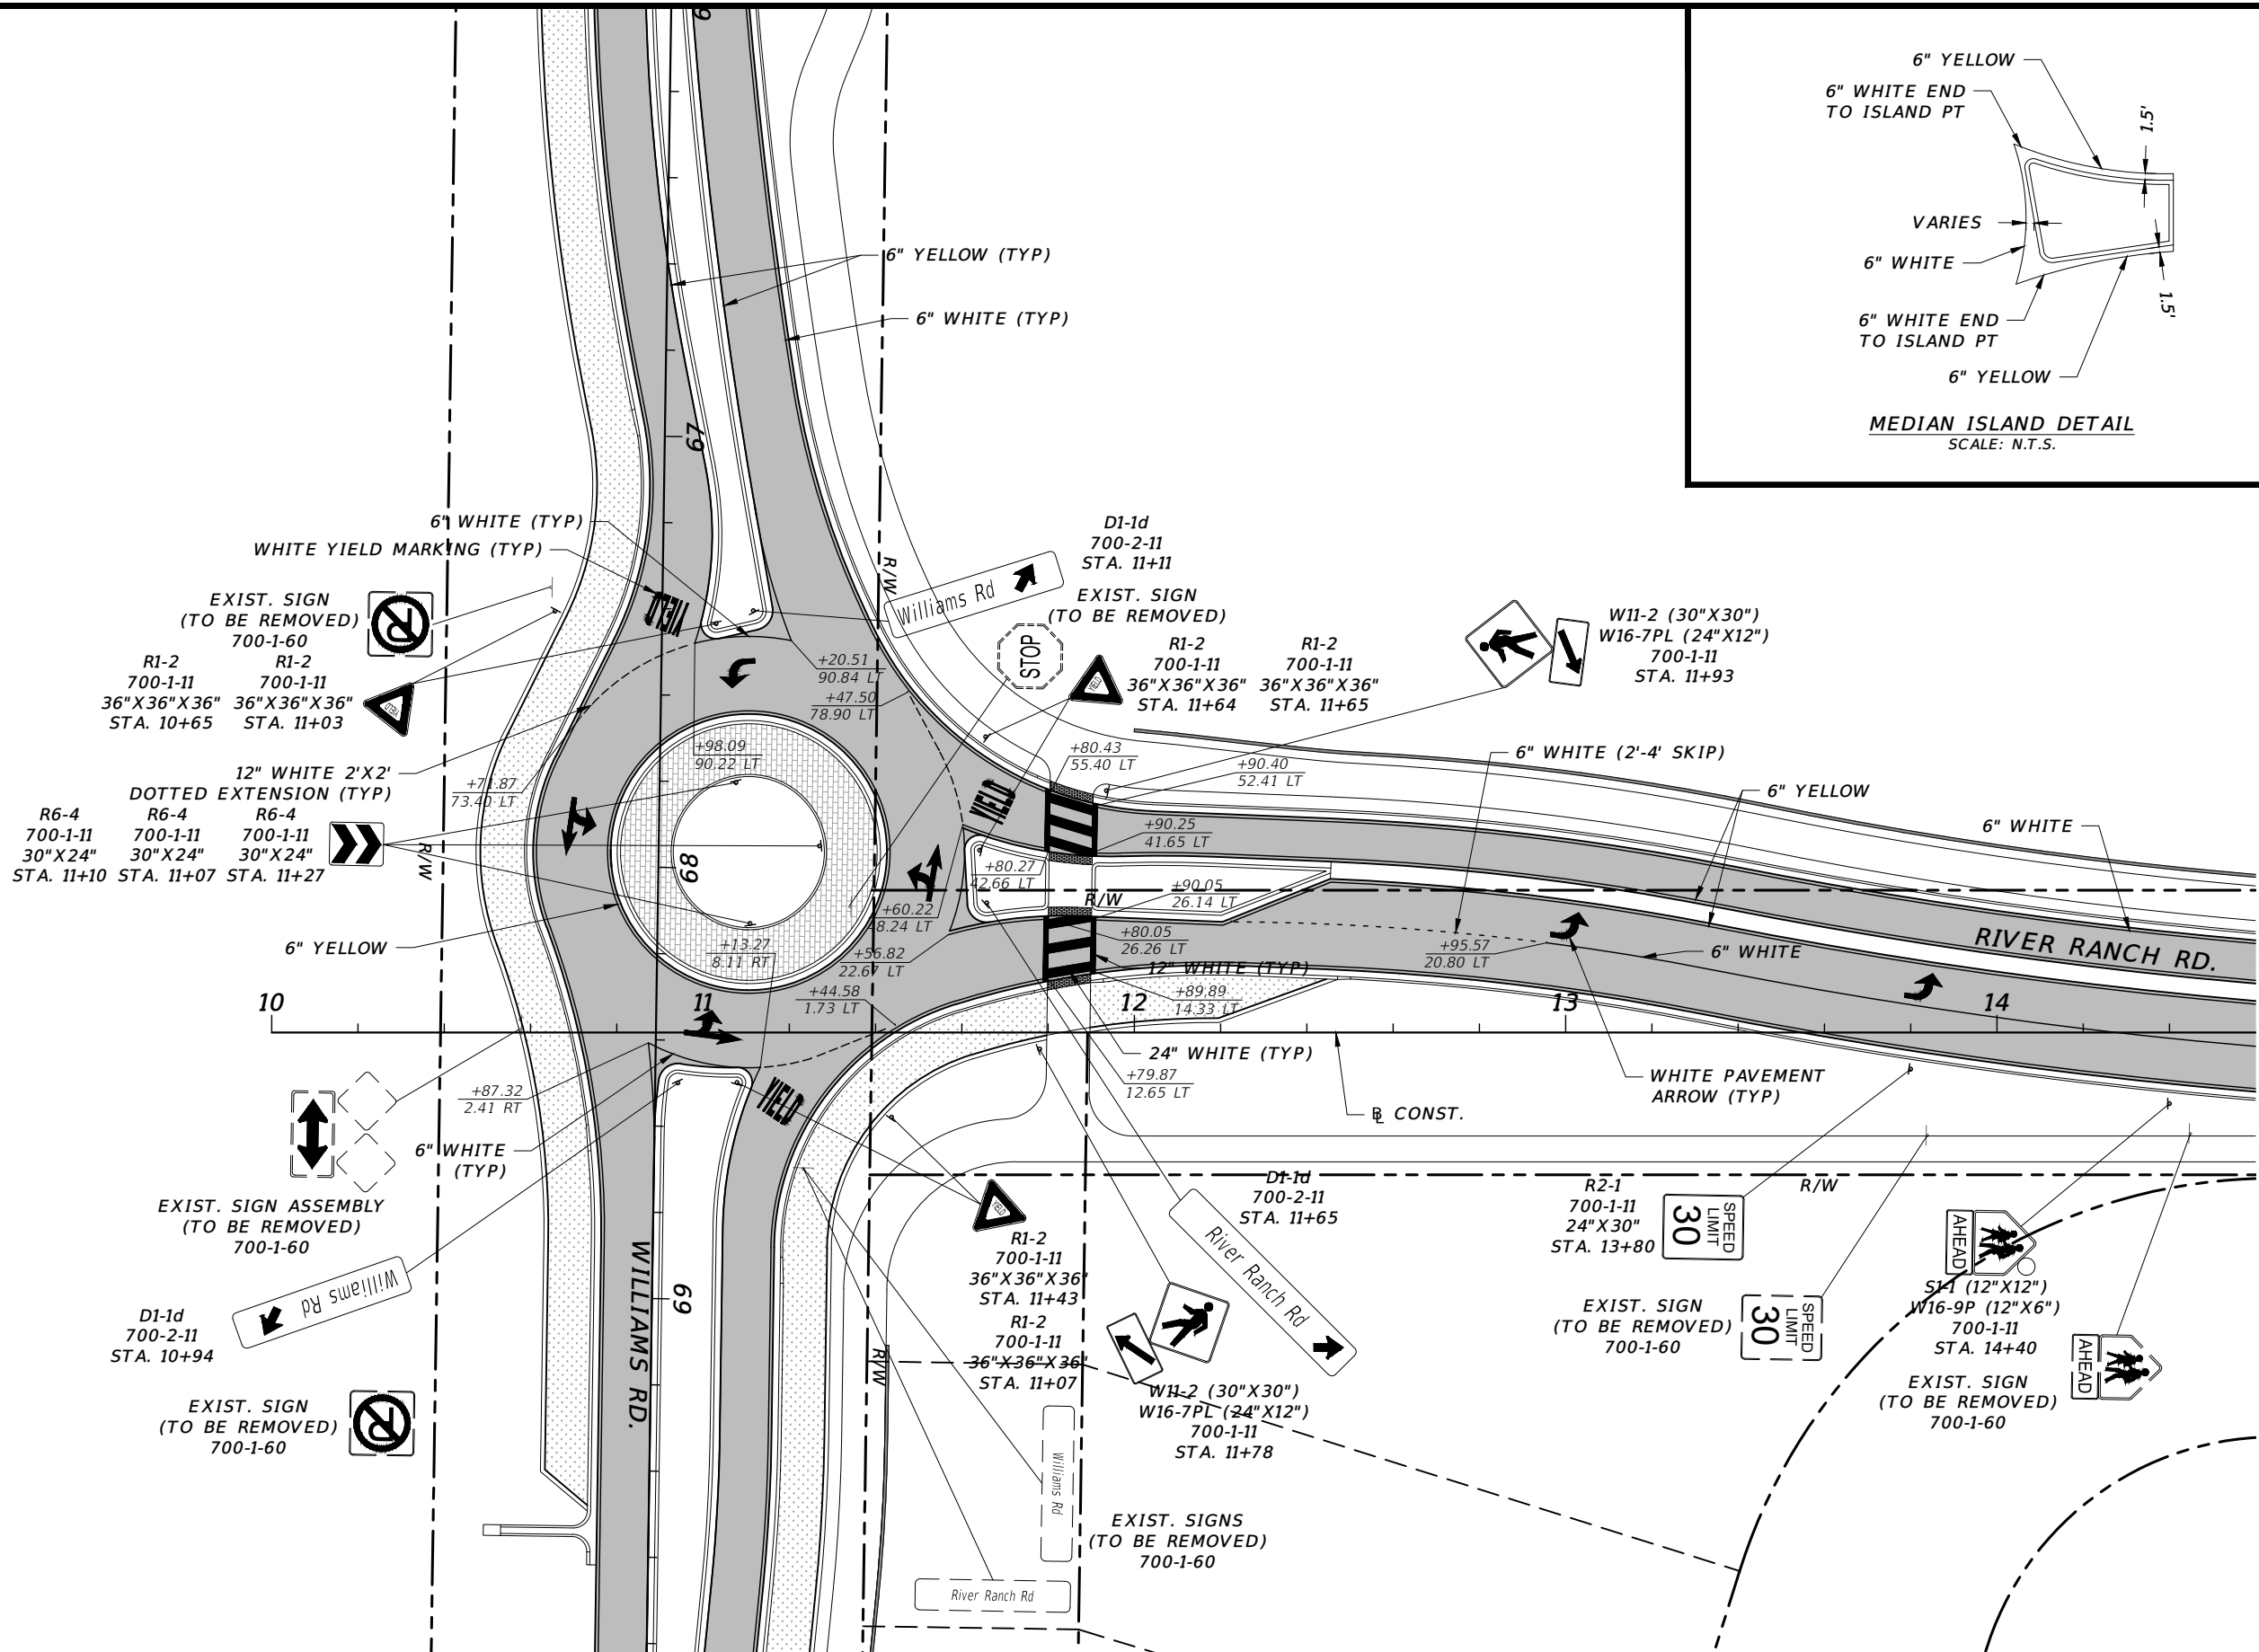 6" YELLOW
6" WHITE END
TO ISLAND PT
1.5'
VARIES
6" WHITE
1.5'
6" WHITE END
TO ISLAND PT
6" YELLOW
MEDIAN ISLAND DETAIL
SCALE: N.T.S.
6" YELLOW (TYP)
6" WHITE (TYP)
67
6" WHITE (TYP)
WHITE YIELD MARKING (TYP)
EXIST. SIGN
(TO BE REMOVED)
700-1-60
R1-2
700-1-11
36"X36"X36"
STA. 10+65
R1-2
700-1-11
36"X36"X36"
STA. 11+03
YIELD
YIELD
R/W
Williams Rd
D1-1d
700-2-11
STA. 11+11
EXIST. SIGN
(TO BE REMOVED)
STOP
YIELD
R1-2
700-1-11
36"X36"X36"
STA. 11+64
R1-2
700-1-11
36"X36"X36"
STA. 11+65
W11-2 (30"X30")
W16-7PL (24"X12")
700-1-11
STA. 11+93
+20.51
90.84 LT
+47.50
78.90 LT
+98.09
90.22 LT
+80.43
55.40 LT
+90.40
52.41 LT
6" WHITE (2'-4' SKIP)
6" YELLOW
6" WHITE
12" WHITE 2'X2'
DOTTED EXTENSION (TYP)
+71.87
73.40 LT
R6-4
700-1-11
30"X24"
STA. 11+10
R6-4
700-1-11
30"X24"
STA. 11+07
R6-4
700-1-11
30"X24"
STA. 11+27
R/W
68
YIELD
+90.25
41.65 LT
+80.27
42.66 LT
+90.05
26.14 LT
R/W
+60.22
48.24 LT
+80.05
26.26 LT
+56.82
22.67 LT
+13.27
8.11 RT
+95.57
20.80 LT
6" WHITE
RIVER RANCH RD.
6" YELLOW
12" WHITE (TYP)
+44.58
1.73 LT
+89.89
14.33 LT
10
11
12
13
14
24" WHITE (TYP)
+79.87
12.65 LT
WHITE PAVEMENT
ARROW (TYP)
BL CONST.
+87.32
2.41 RT
YIELD
6" WHITE
(TYP)
EXIST. SIGN ASSEMBLY
(TO BE REMOVED)
700-1-60
Williams Rd
D1-1d
700-2-11
STA. 10+94
EXIST. SIGN
(TO BE REMOVED)
700-1-60
WILLIAMS RD.
69
R/W
YIELD
R1-2
700-1-11
36"X36"X36"
STA. 11+43
R1-2
700-1-11
36"X36"X36"
STA. 11+07
D1-1d
700-2-11
STA. 11+65
River Ranch Rd
W11-2 (30"X30")
W16-7PL (24"X12")
700-1-11
STA. 11+78
Williams Rd
EXIST. SIGNS
(TO BE REMOVED)
700-1-60
River Ranch Rd
R2-1
700-1-11
24"X30"
STA. 13+80
SPEED
LIMIT
30
R/W
EXIST. SIGN
(TO BE REMOVED)
700-1-60
SPEED
LIMIT
30
AHEAD
S1-1 (12"X12")
W16-9P (12"X6")
700-1-11
STA. 14+40
EXIST. SIGN
(TO BE REMOVED)
700-1-60
AHEAD